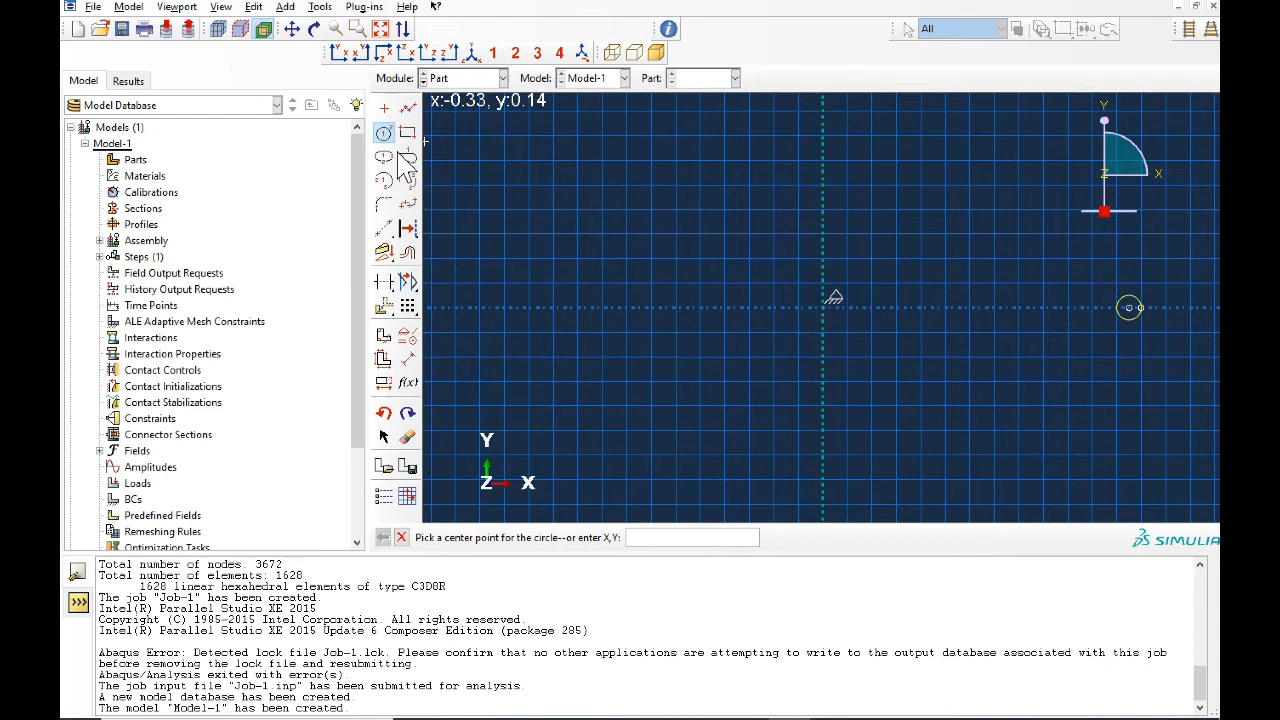 File Model Viewport View Edit Add Tools Plug-ins Help
All
1 2 3 4
Model Results Module: Part Model: Model-1 Part:
Model Database
x:-0.33, y:0.14
Models (1)
Model-1
Parts
Materials
Calibrations
Sections
Profiles
Assembly
Steps (1)
Field Output Requests
History Output Requests
Time Points
ALE Adaptive Mesh Constraints
Interactions
Interaction Properties
Contact Controls
Contact Initializations
Contact Stabilizations
Constraints
Connector Sections
Fields
Amplitudes
Loads
BCs
Predefined Fields
Remeshing Rules
Optimization Tasks
f(x)
Y
Z X
Y
Z X
Pick a center point for the circle--or enter X,Y:
SIMULIA
Total number of nodes: 3672
Total number of elements: 1628
1628 linear hexahedral elements of type C3D8R
The job "Job-1" has been created.
Intel(R) Parallel Studio XE 2015
Copyright (C) 1985-2015 Intel Corporation. All rights reserved.
Intel(R) Parallel Studio XE 2015 Update 6 Composer Edition (package 285)
Abaqus Error: Detected lock file Job-1.lck. Please confirm that no other applications are attempting to write to the output database associated with this job
before removing the lock file and resubmitting.
Abaqus/Analysis exited with error(s).
The job input file "Job-1.inp" has been submitted for analysis.
A new model database has been created.
The model "Model-1" has been created.